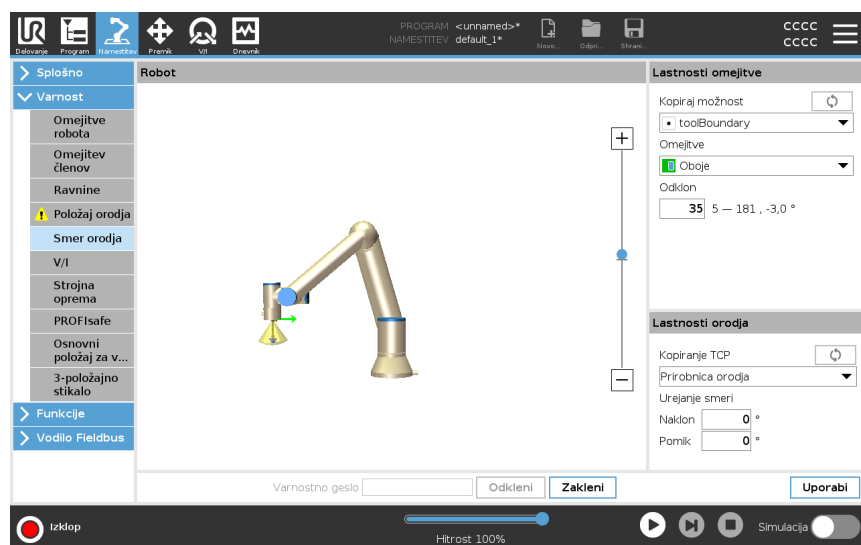 PROGRAM <unnamed>*
NAMESTITEV default_1*
Delovanje Program Namestitev Premik V/I Dnevnik Novo... Odpri... Shrani...
CCCC
CCCC
Splošno
Varnost
Omejitve
robota
Omejitev
členov
Ravnine
Položaj orodja
Smer orodja
V/I
Strojna
oprema
PROFIsafe
Osnovni
položaj za v...
3-položajno
stikalo
Funkcije
Vodilo Fieldbus
Robot
Lastnosti omejitve
Kopiraj možnost
toolBoundary
Omejitve
Oboje
Odklon
35 5 — 181 , -3,0 °
Lastnosti orodja
Kopiranje TCP
Prirobnica orodja
Urejanje smeri
Naklon 0 °
Pomik 0 °
Varnostno geslo Odkleni Zakleni Uporabi
Izklop
Hitrost 100%
Simulacija